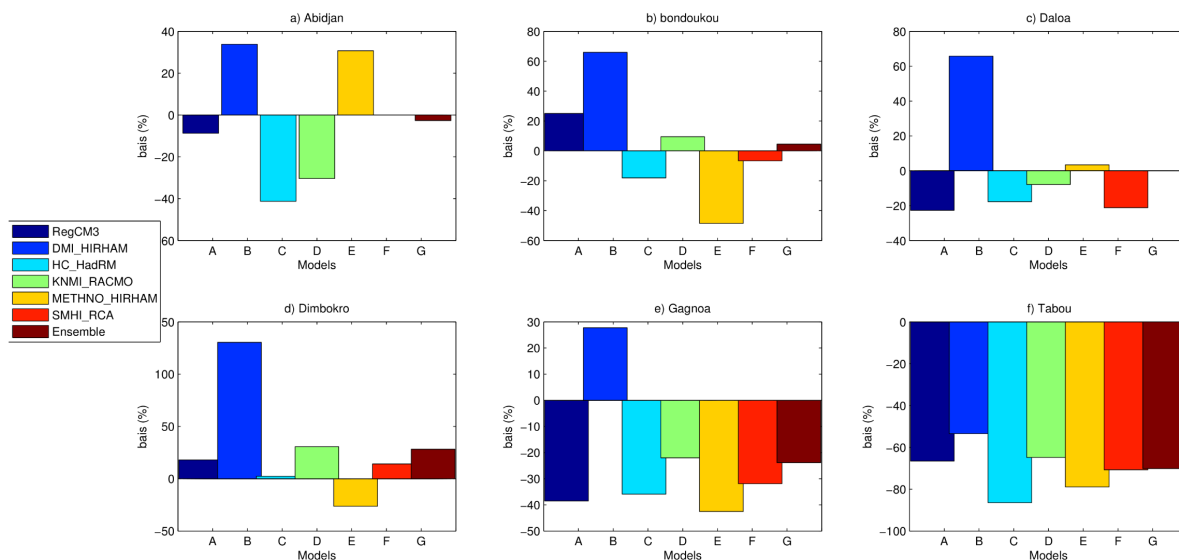 a) Abidjan
40
20
0
−20
−40
60
bais (%)
A B C D E F G
Models
b) bondoukou
80
60
40
20
0
−20
−40
−60
bais (%)
A B C D E F G
Models
c) Daloa
80
60
40
20
0
−20
−40
bais (%)
A B C D E F G
Models
RegCM3
DMI_HIRHAM
HC_HadRM
KNMI_RACMO
METHNO_HIRHAM
SMHI_RCA
Ensemble
d) Dimbokro
50
100
50
0
−50
bais (%)
A B C D E F G
Models
e) Gagnoa
30
20
10
0
−10
−20
−30
−40
−50
bais (%)
A B C D E F G
Models
f) Tabou
0
−20
−40
−60
−80
−100
bais (%)
A B C D E F G
Models